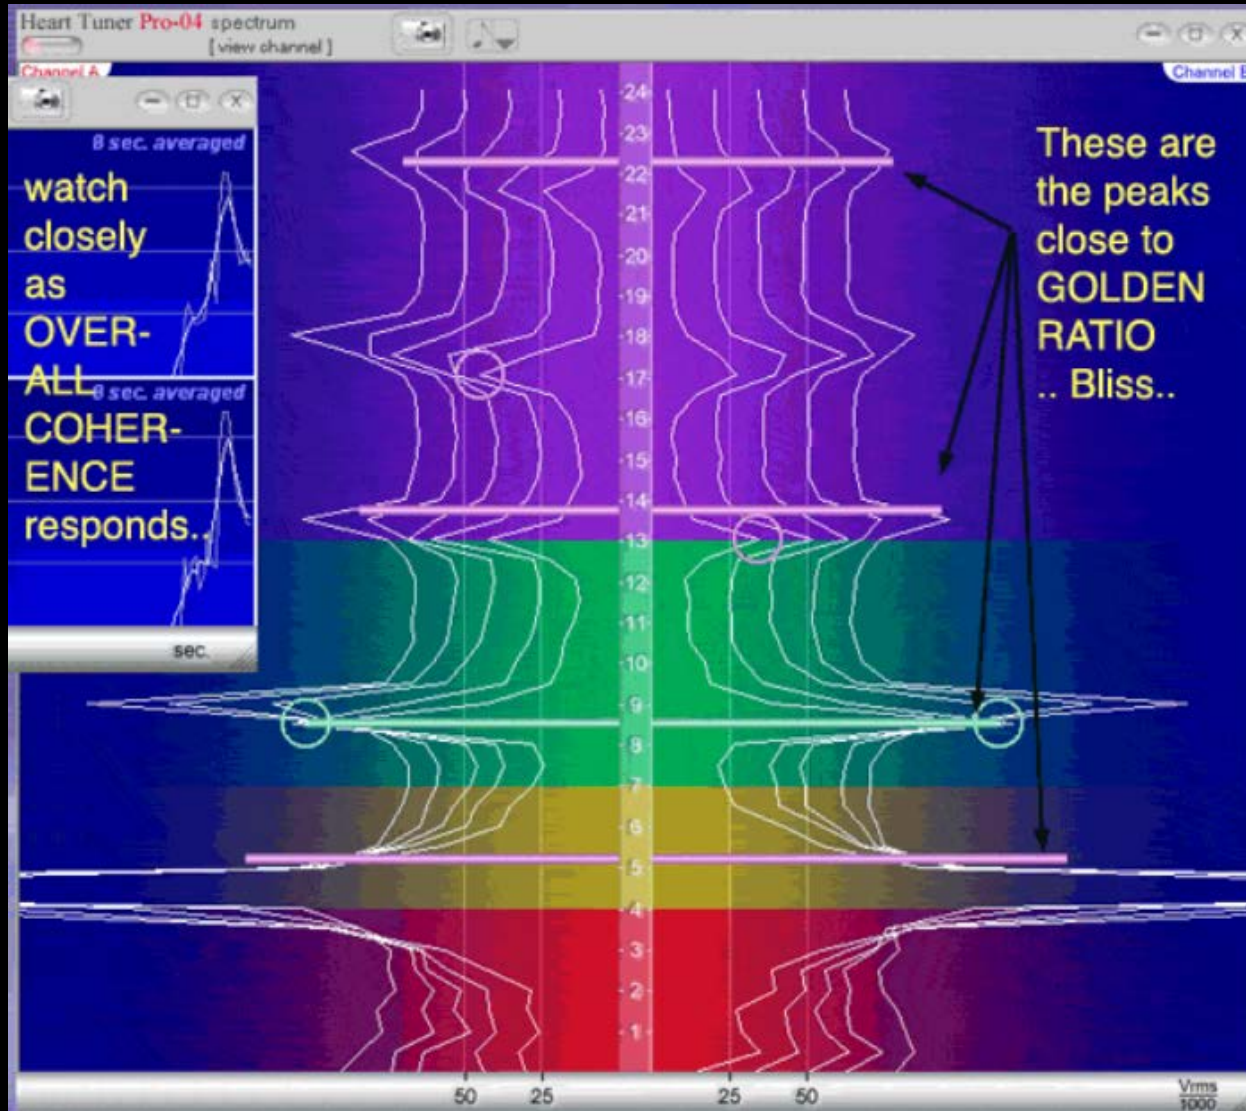 Heart Tuner Pro-04 spectrum
[ view channel ]
Channel A
Channel B
8 sec. averaged
watch
closely
as
OVER-
ALL
8 sec. averaged
COHER-
ENCE
responds..
sec.
These are
the peaks
close to
GOLDEN
RATIO
.. Bliss..
24
23
22
21
20
19
18
17
16
15
14
13
12
11
10
9
8
7
6
5
4
3
2
1
50 25 25 50
Vrms
1000